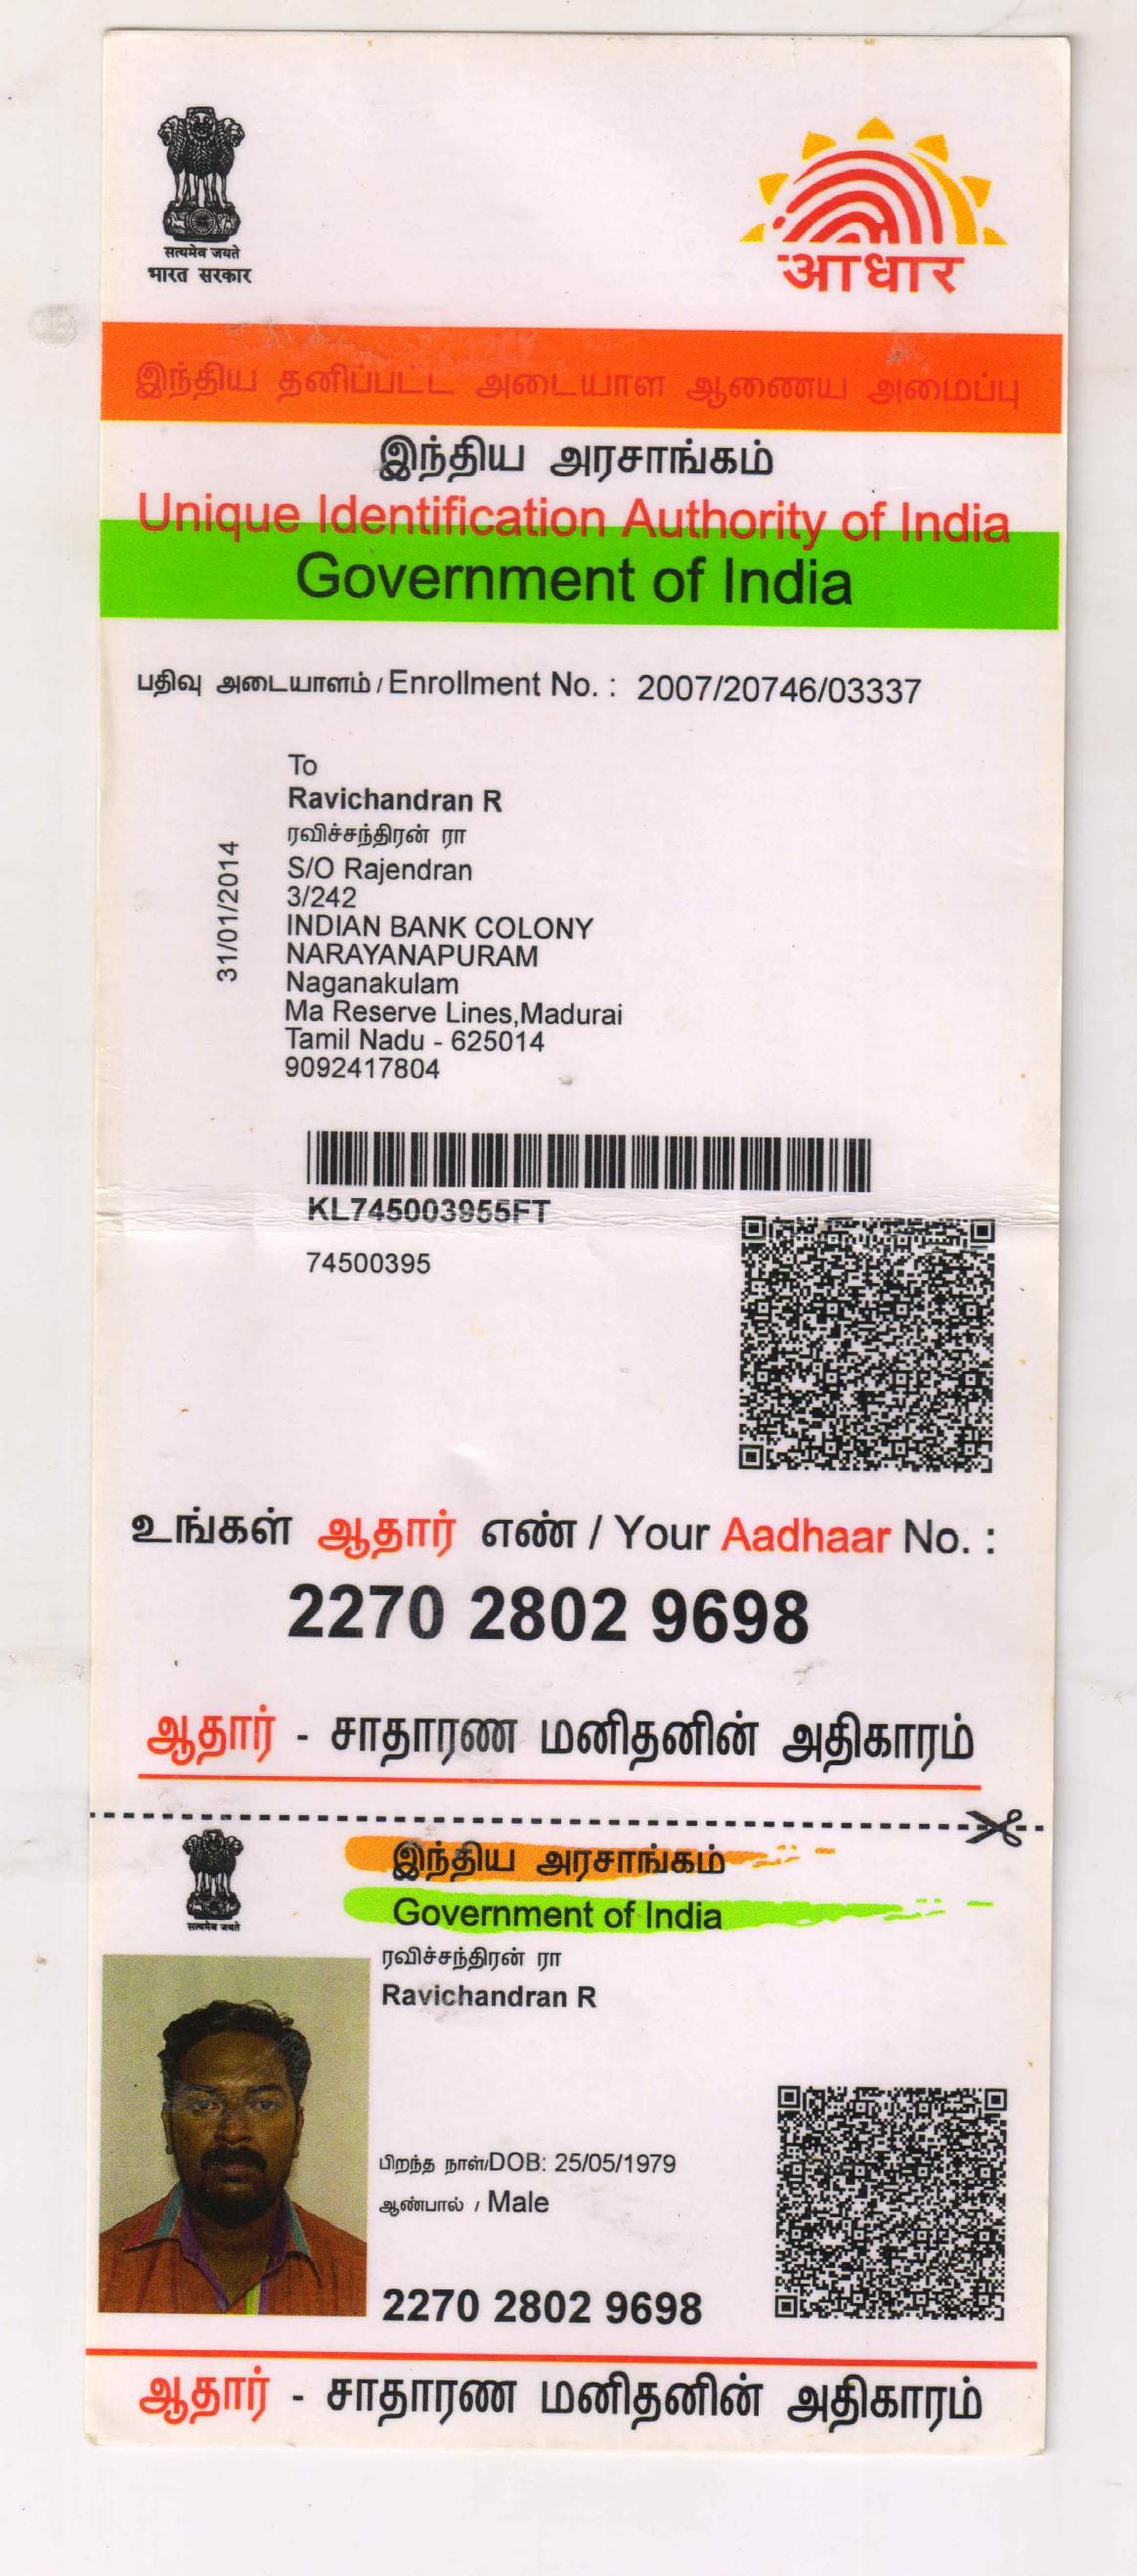 सत्यमेव जयते
भारत सरकार
आधार
இந்திய தனிப்பட்ட அடையாள ஆணைய அமைப்பு
இந்திய அரசாங்கம்
Unique Identification Authority of India
Government of India
பதிவு அடையாளம் / Enrollment No. : 2007/20746/03337
31/01/2014
To
Ravichandran R
ரவிச்சந்திரன் ரா
S/O Rajendran
3/242
INDIAN BANK COLONY
NARAYANAPURAM
Naganakulam
Ma Reserve Lines,Madurai
Tamil Nadu - 625014
9092417804
KL745003955FT
74500395
உங்கள் ஆதார் எண் / Your Aadhaar No. :
2270 2802 9698
ஆதார் - சாதாரண மனிதனின் அதிகாரம்
सत्यमेव जयते
இந்திய அரசாங்கம்
Government of India
ரவிச்சந்திரன் ரா
Ravichandran R
பிறந்த நாள்/DOB: 25/05/1979
ஆண்பால் / Male
2270 2802 9698
ஆதார் - சாதாரண மனிதனின் அதிகாரம்